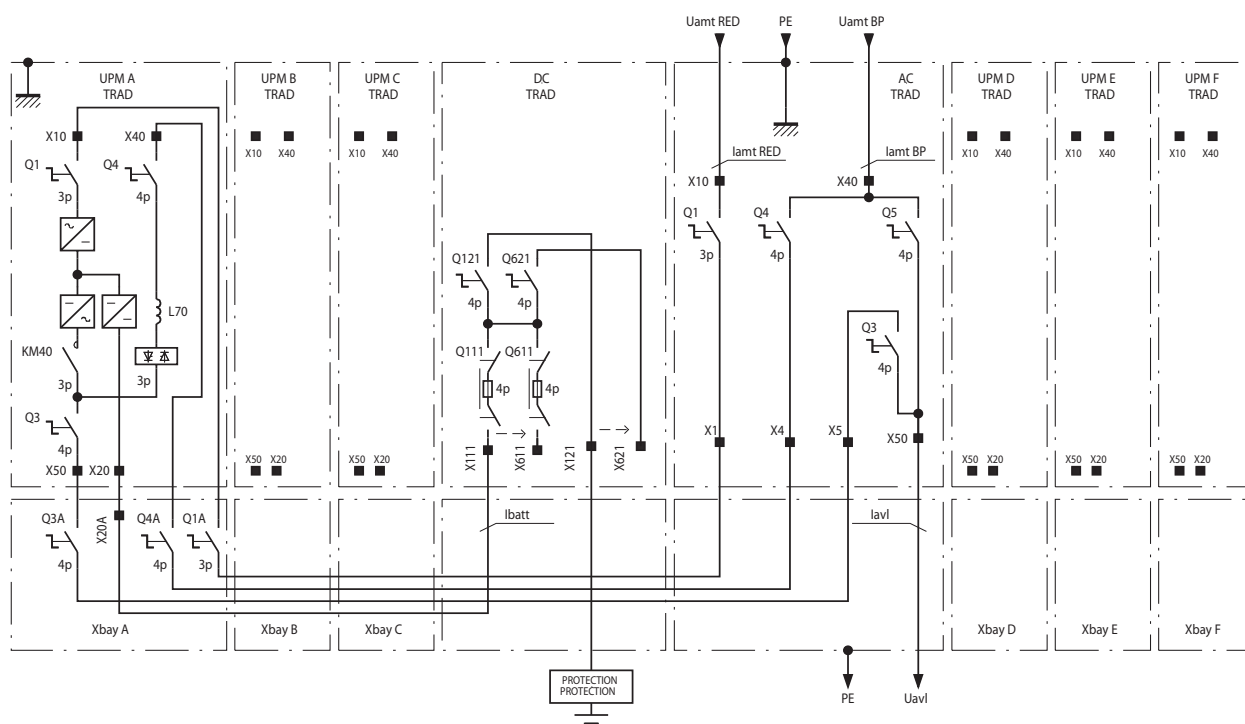 Uamt RED
PE
Uamt BP
UPM A
TRAD
UPM B
TRAD
UPM C
TRAD
DC
TRAD
AC
TRAD
UPM D
TRAD
UPM E
TRAD
UPM F
TRAD
X10
X40
X10
X40
X10
X40
Iamt RED
Iamt BP
X10
X40
X10
X40
X10
X40
X10
X40
Q1
3p
Q4
4p
Q1
3p
Q4
4p
Q5
4p
Q121
4p
Q621
4p
L70
KM40
3p
3p
Q111
4p
Q611
4p
Q3
4p
Q3
4p
X50
X20
X50
X20
X50
X20
X111
X611
X121
X621
X1
X4
X5
X50
X50
X20
X50
X20
X50
X20
Q3A
4p
X20A
Q4A
4p
Q1A
3p
Ibatt
Iavl
Xbay A
Xbay B
Xbay C
Xbay D
Xbay E
Xbay F
PROTECTION
PROTECTION
PE
Uavl